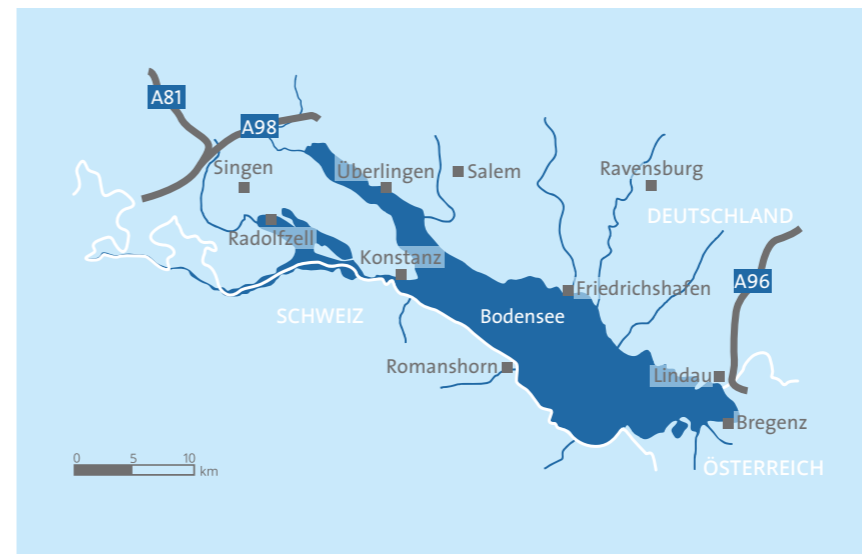 A81
A98
Singen
Überlingen
Salem
Ravensburg
DEUTSCHLAND
Radolfzell
Konstanz
SCHWEIZ
Bodensee
Friedrichshafen
A96
Romanshorn
Lindau
Bregenz
ÖSTERREICH
0 5 10
km